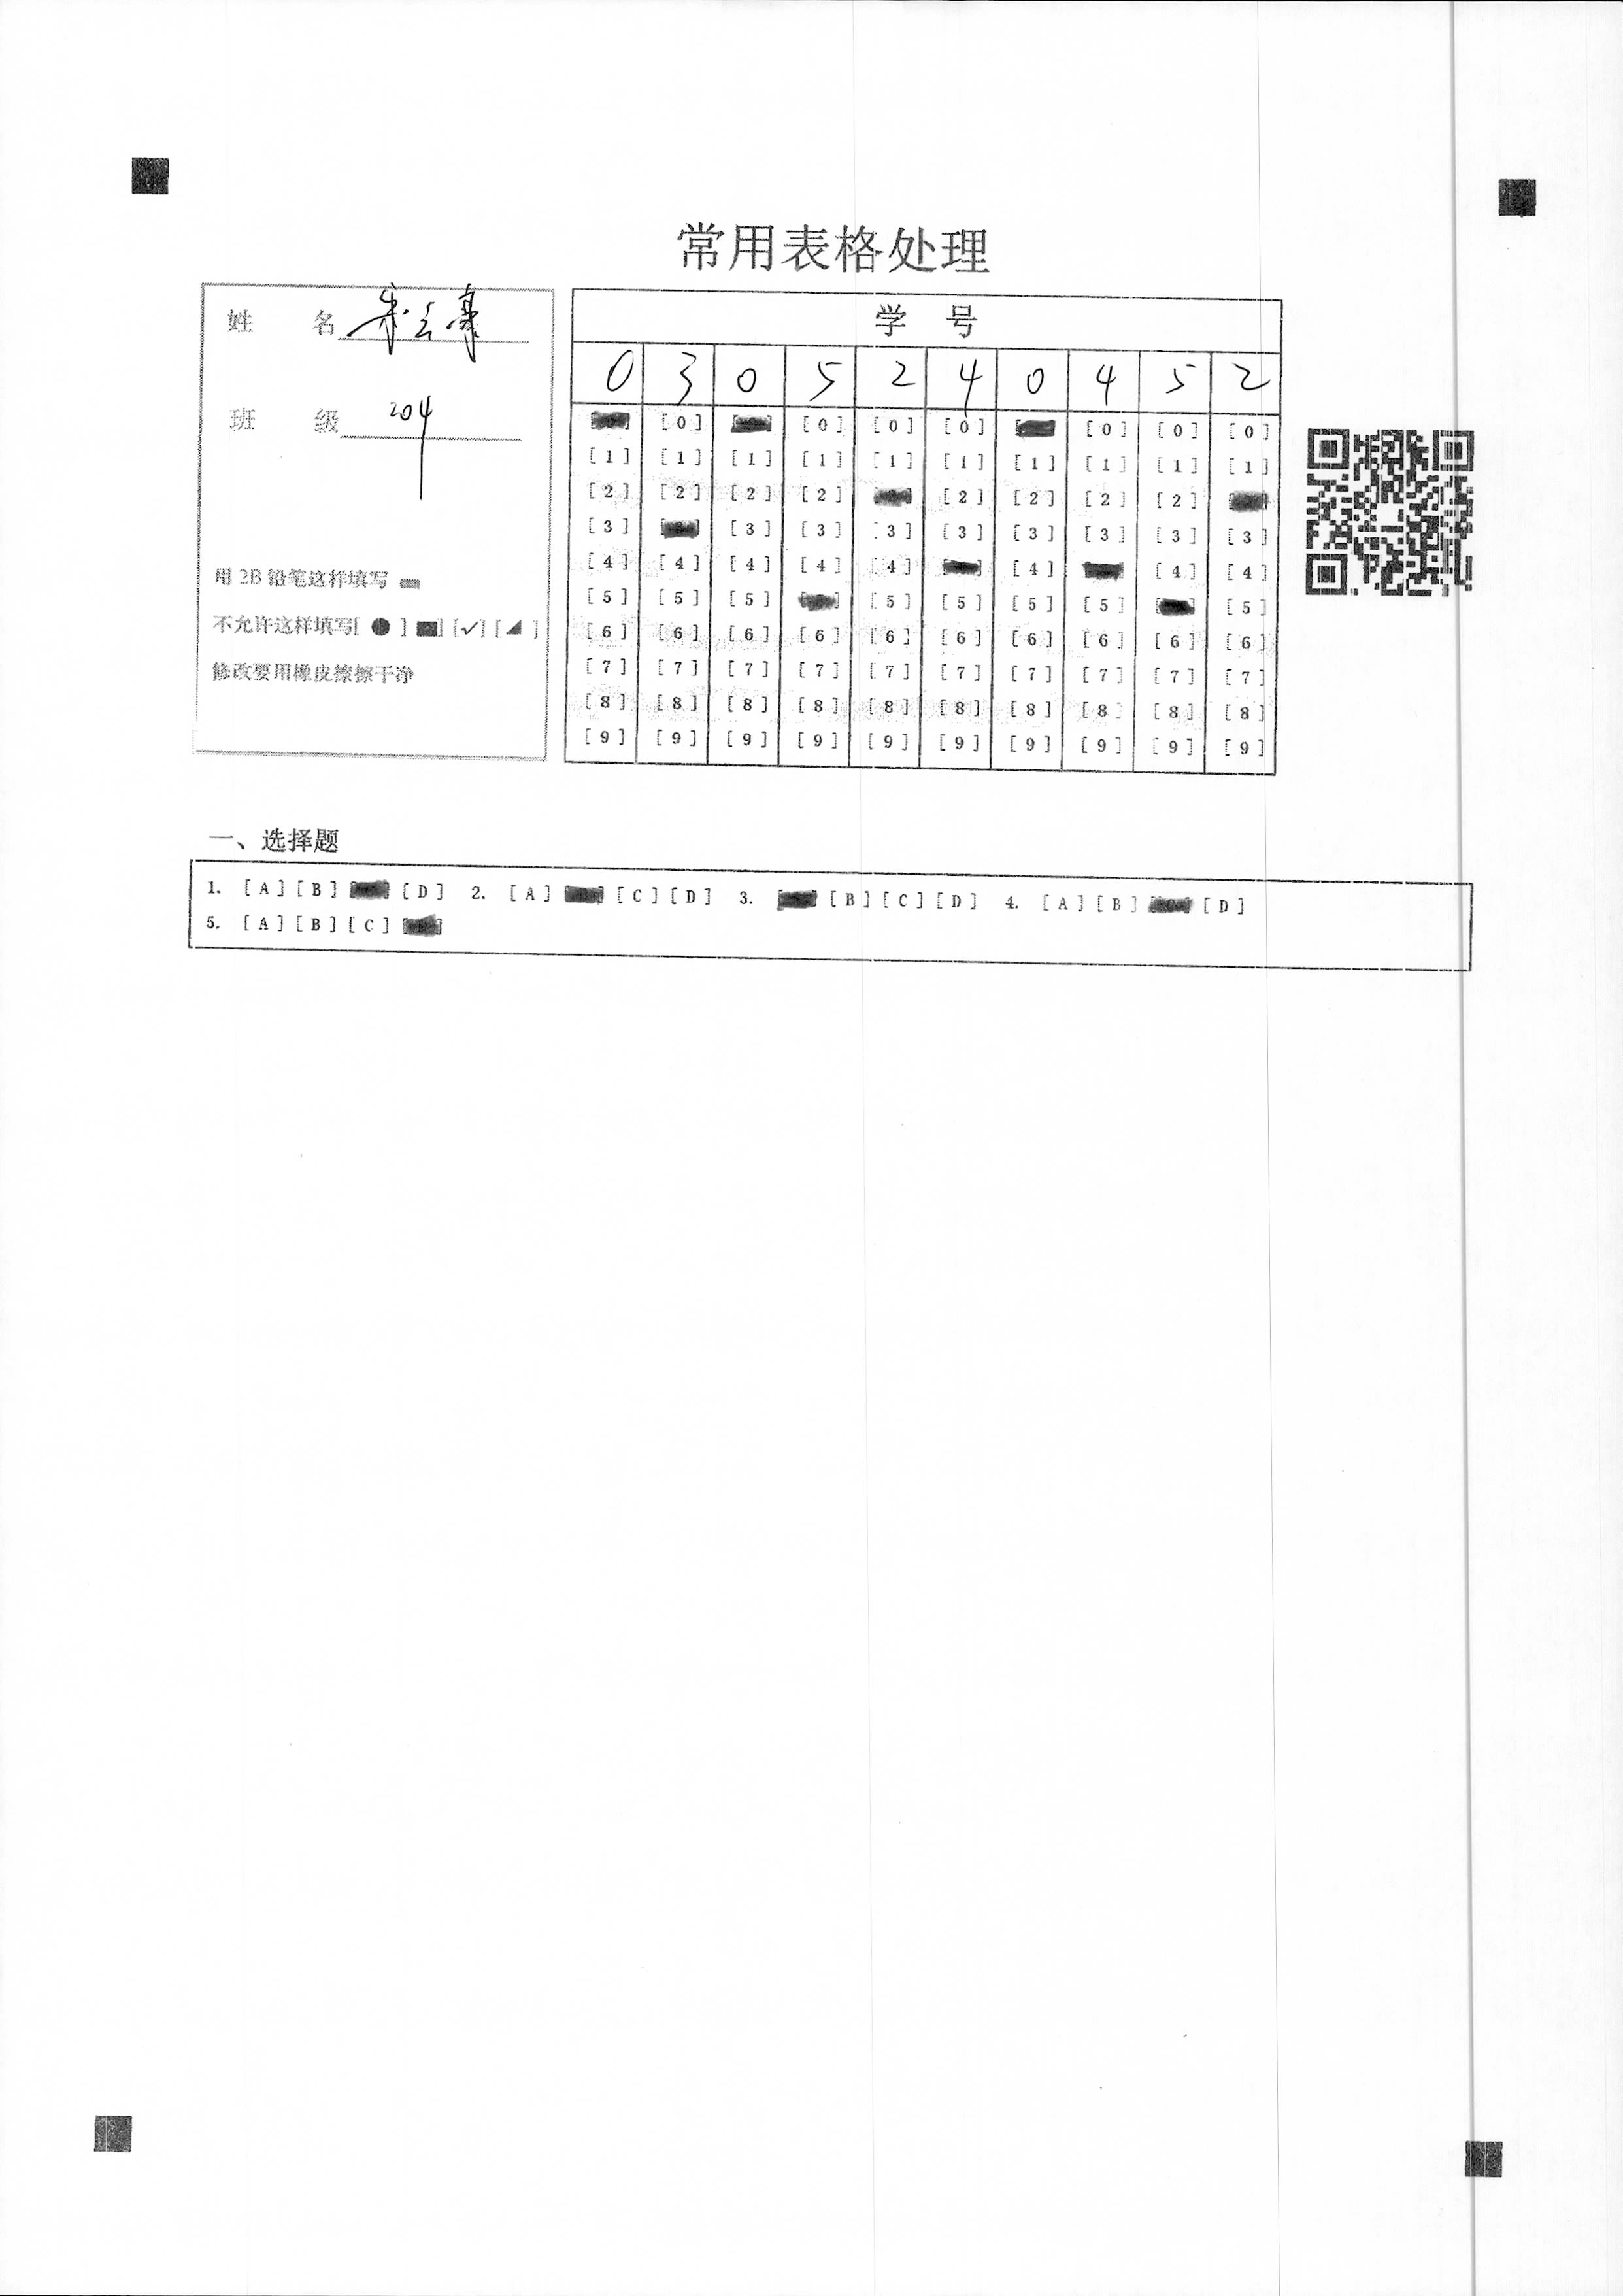 常用表格处理
姓 名
班 级 204
用 2B 铅笔这样填写
不允许这样填写[ ● ] [✓] [ ]
修改要用橡皮擦擦干净
学 号
0 3 0 5 2 4 0 4 5 2
[0] [0] [0] [0] [0] [0] [0]
[1] [1] [1] [1] [1] [1] [1] [1] [1] [1]
[2] [2] [2] [2] [2] [2] [2] [2]
[3] [3] [3] [3] [3] [3] [3] [3] [3]
[4] [4] [4] [4] [4] [4] [4] [4]
[5] [5] [5] [5] [5] [5] [5] [5]
[6] [6] [6] [6] [6] [6] [6] [6] [6] [6]
[7] [7] [7] [7] [7] [7] [7] [7] [7] [7]
[8] [8] [8] [8] [8] [8] [8] [8] [8] [8]
[9] [9] [9] [9] [9] [9] [9] [9] [9] [9]
一、选择题
1. [A] [B] [D] 2. [A] [C] [D] 3. [B] [C] [D] 4. [A] [B] [D]
5. [A] [B] [C]